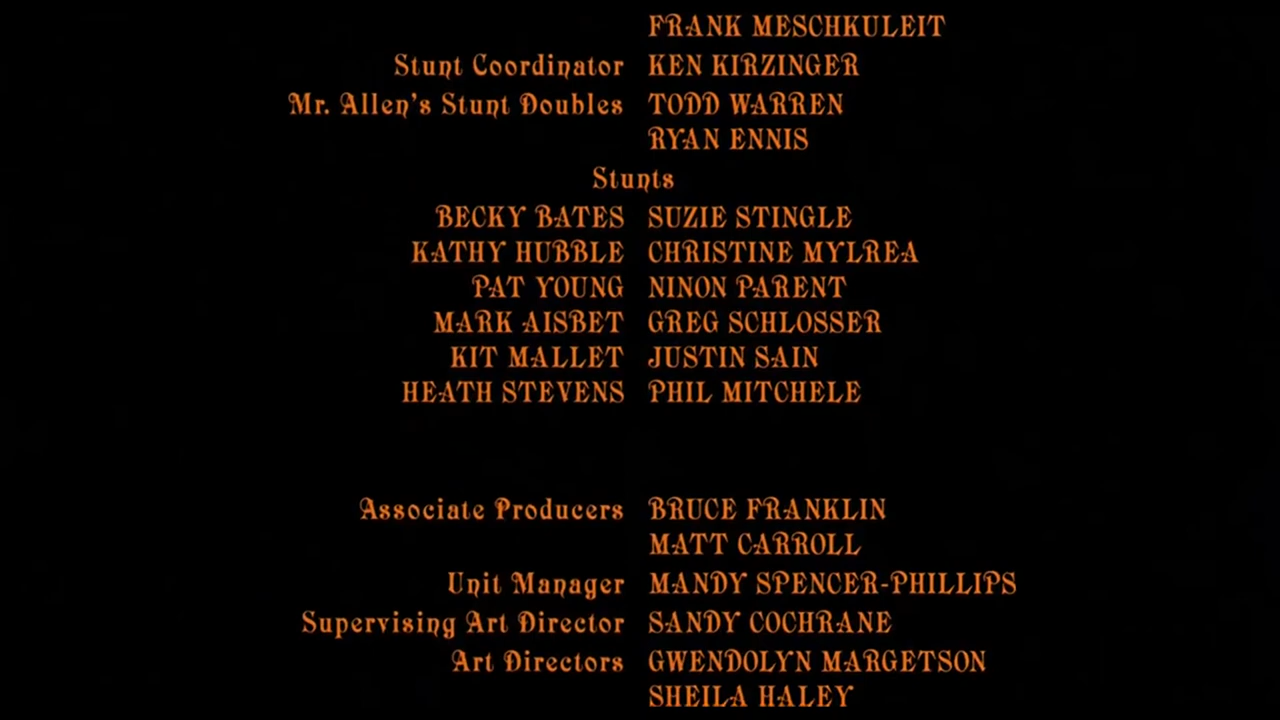 FRANK MESCHKULEIT
Stunt Coordinator KEN KIRZINGER
Mr. Allen's Stunt Doubles TODD WARREN
RYAN ENNIS
Stunts
BECKY BATES SUZIE STINGLE
KATHY HUBBLE CHRISTINE MYLREA
PAT YOUNG NINON PARENT
MARK AISBET GREG SCHLOSSER
KIT MALLET JUSTIN SAIN
HEATH STEVENS PHIL MITCHELE
Associate Producers BRUCE FRANKLIN
MATT CARROLL
Unit Manager MANDY SPENCER-PHILLIPS
Supervising Art Director SANDY COCHRANE
Art Directors GWENDOLYN MARGETSON
SHEILA HALEY